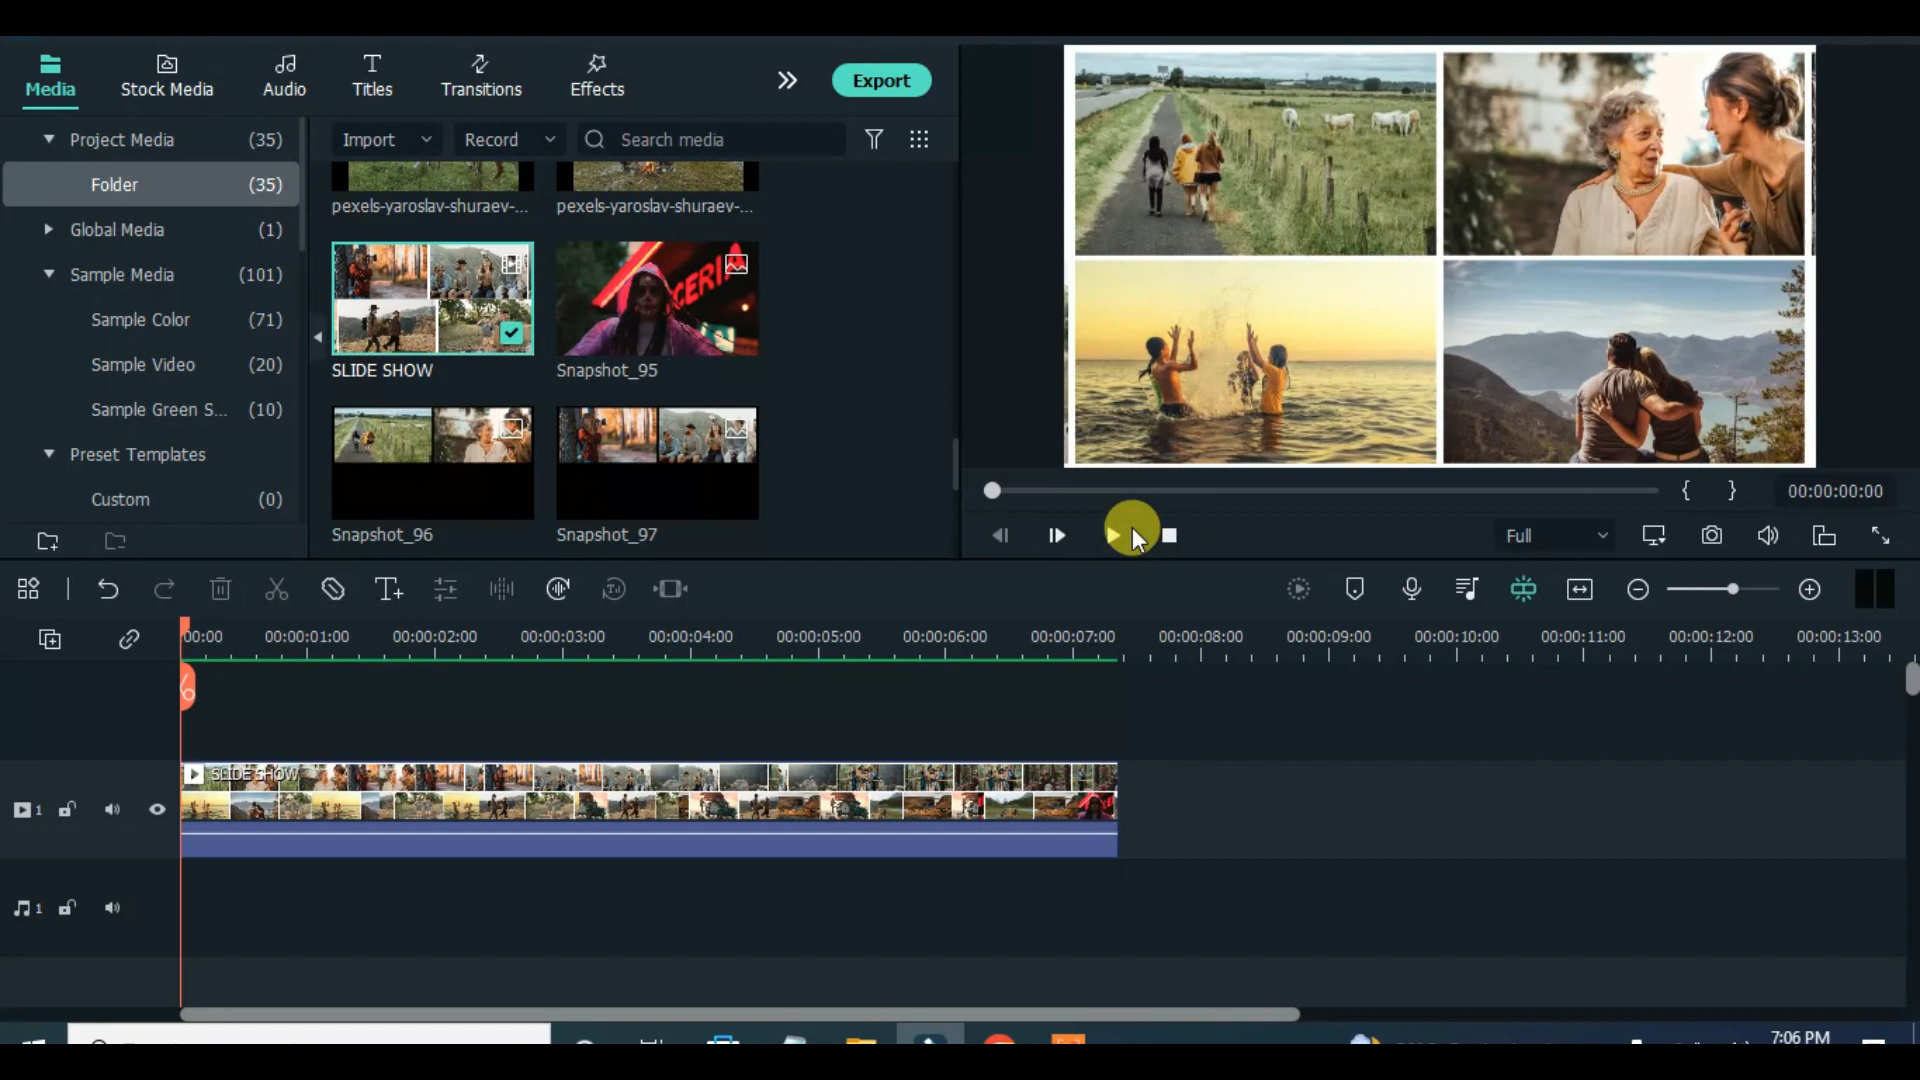 Media
Stock Media
Audio
Titles
Transitions
Effects
Export
Project Media (35)
Folder (35)
Global Media (1)
Sample Media (101)
Sample Color (71)
Sample Video (20)
Sample Green S... (10)
Preset Templates
Custom (0)
Import
Record
Search media
pexels-yaroslav-shuraev-...
pexels-yaroslav-shuraev-...
CERIA
SLIDE SHOW
Snapshot_95
Snapshot_96
Snapshot_97
{ } 00:00:00:00
Full
00:00 00:00:01:00 00:00:02:00 00:00:03:00 00:00:04:00 00:00:05:00 00:00:06:00 00:00:07:00 00:00:08:00 00:00:09:00 00:00:10:00 00:00:11:00 00:00:12:00 00:00:13:00
SLIDE SHOW
1
1
7:06 PM